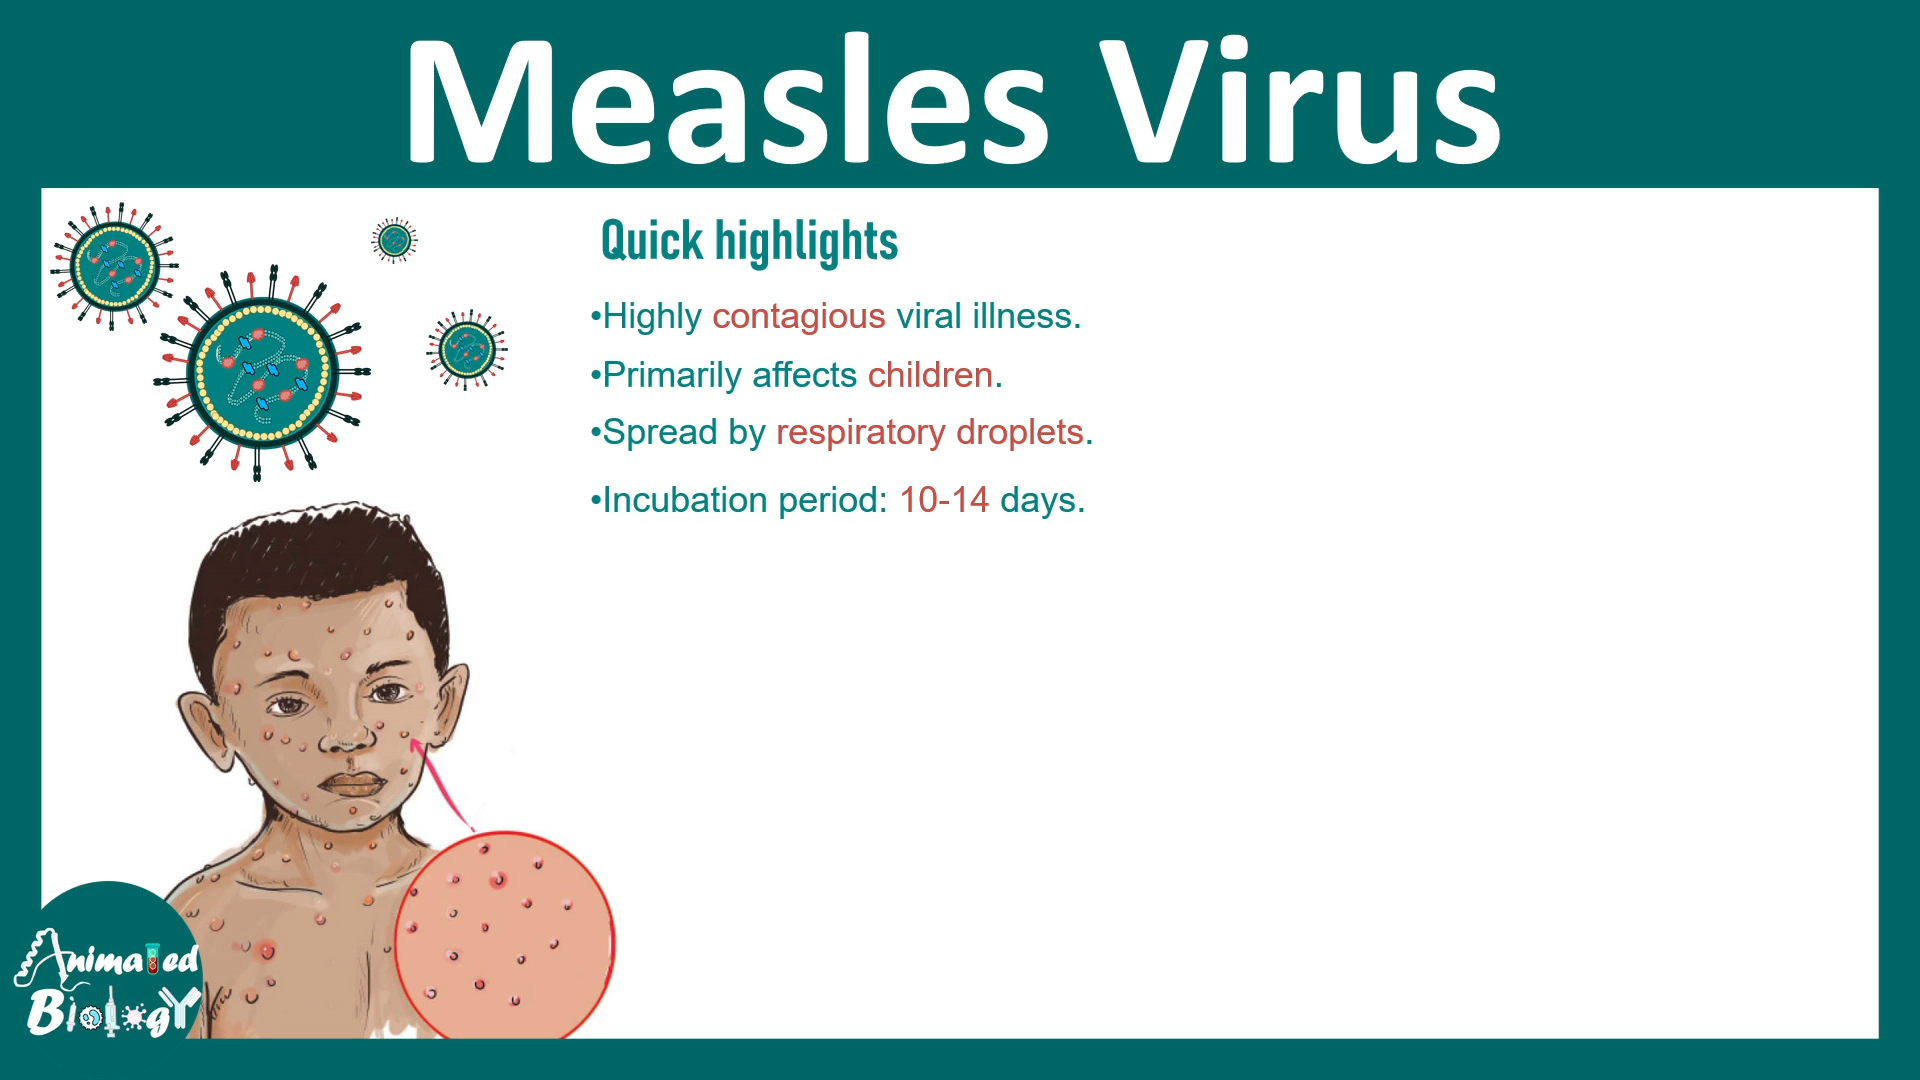 Measles Virus
Quick highlights
•Highly contagious viral illness.
•Primarily affects children.
•Spread by respiratory droplets.
•Incubation period: 10-14 days.
Animated
Biology